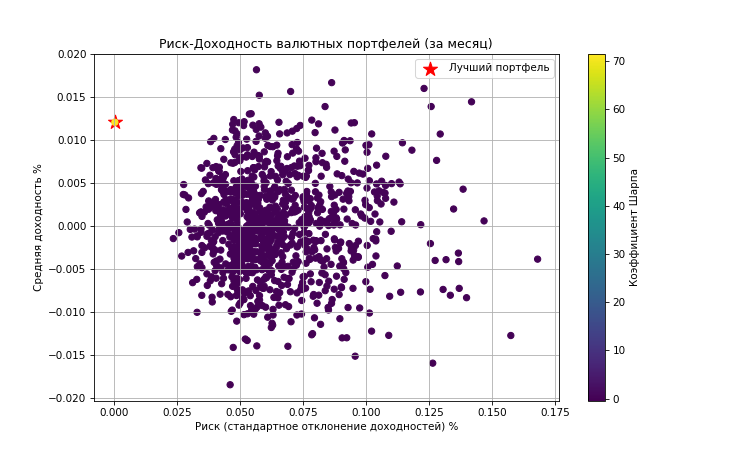 Риск-Доходность валютных портфелей (за месяц)
Лучший портфель
0.020
0.015
0.010
0.005
0.000
−0.005
−0.010
−0.015
−0.020
Средняя доходность %
0.000 0.025 0.050 0.075 0.100 0.125 0.150 0.175
Риск (стандартное отклонение доходностей) %
70
60
50
40
30
20
10
0
Коэффициент Шарпа